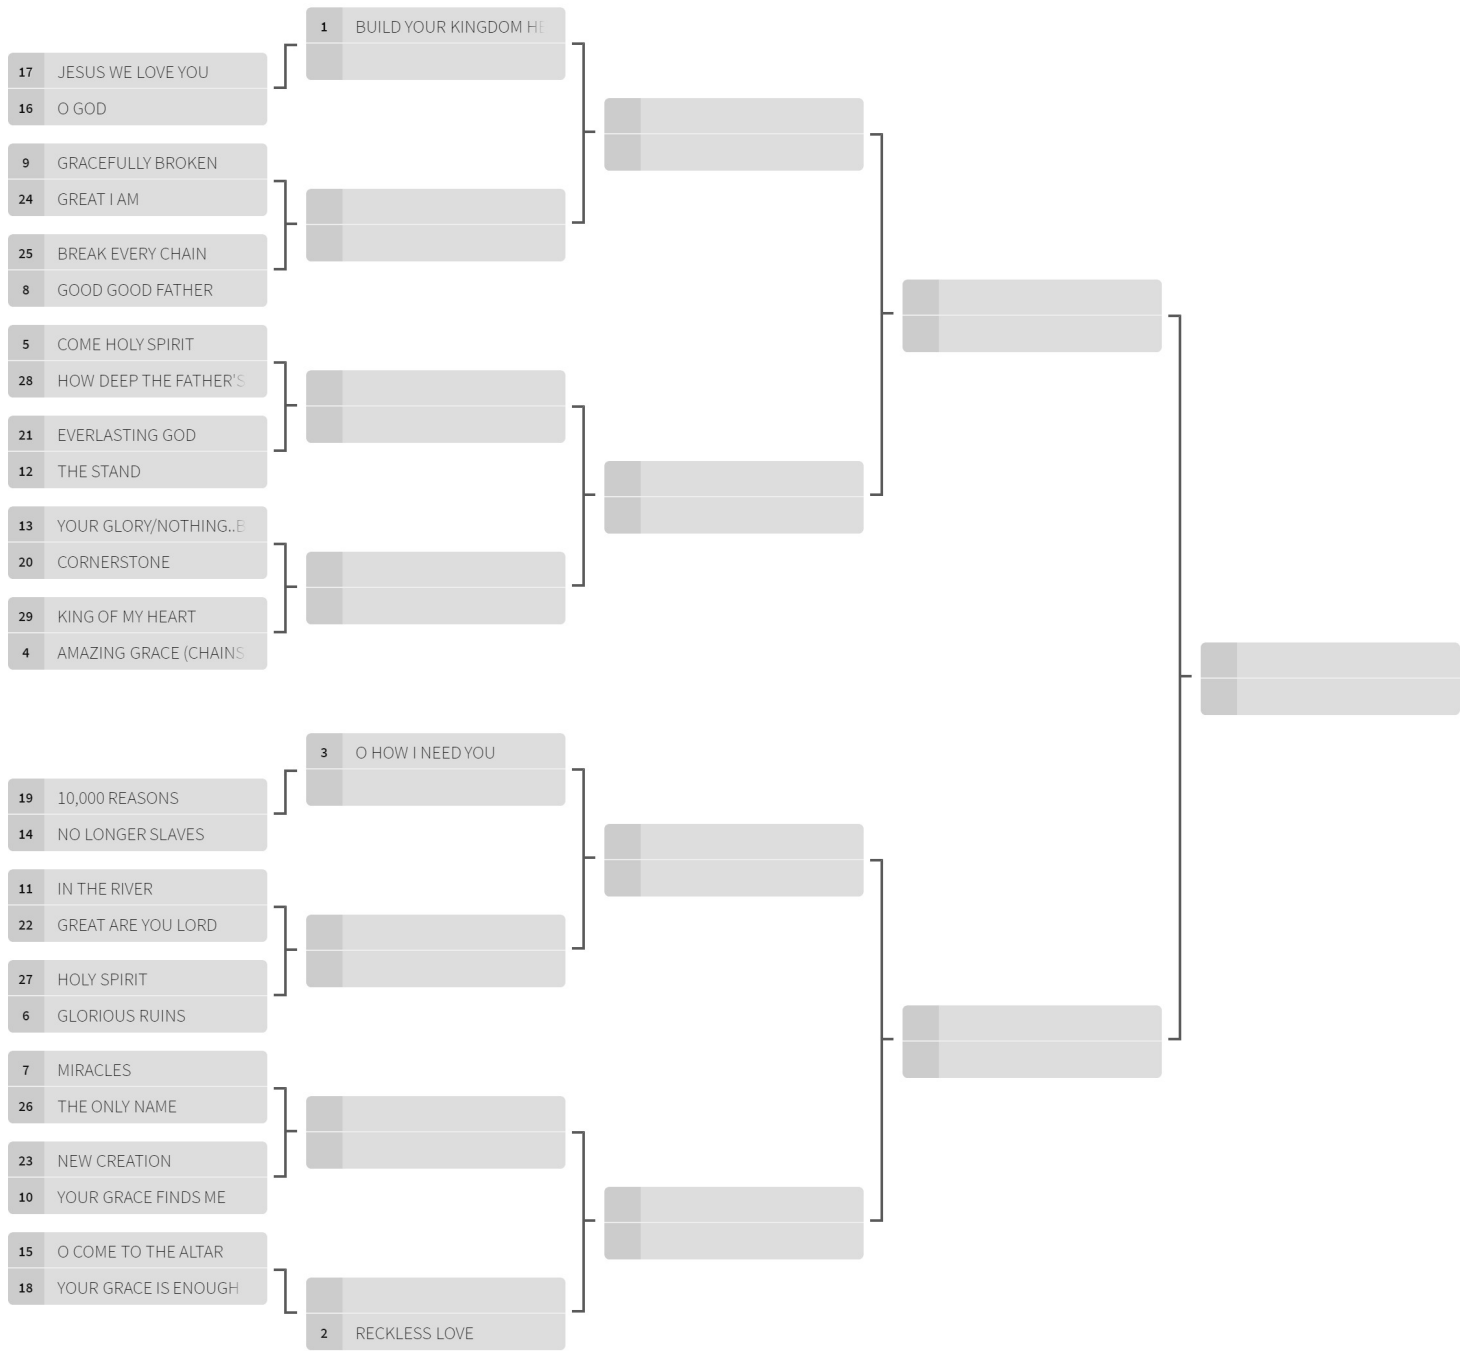 1 BUILD YOUR KINGDOM
17 JESUS WE LOVE YOU
16 O GOD
9 GRACEFULLY BROKEN
24 GREAT I AM
25 BREAK EVERY CHAIN
8 GOOD GOOD FATHER
5 COME HOLY SPIRIT
28 HOW DEEP THE FATHER'S
21 EVERLASTING GOD
12 THE STAND
13 YOUR GLORY/NOTHING..
20 CORNERSTONE
29 KING OF MY HEART
4 AMAZING GRACE (CHAINS
3 O HOW I NEED YOU
19 10,000 REASONS
14 NO LONGER SLAVES
11 IN THE RIVER
22 GREAT ARE YOU LORD
27 HOLY SPIRIT
6 GLORIOUS RUINS
7 MIRACLES
26 THE ONLY NAME
23 NEW CREATION
10 YOUR GRACE FINDS ME
15 O COME TO THE ALTAR
18 YOUR GRACE IS ENOUGH
2 RECKLESS LOVE